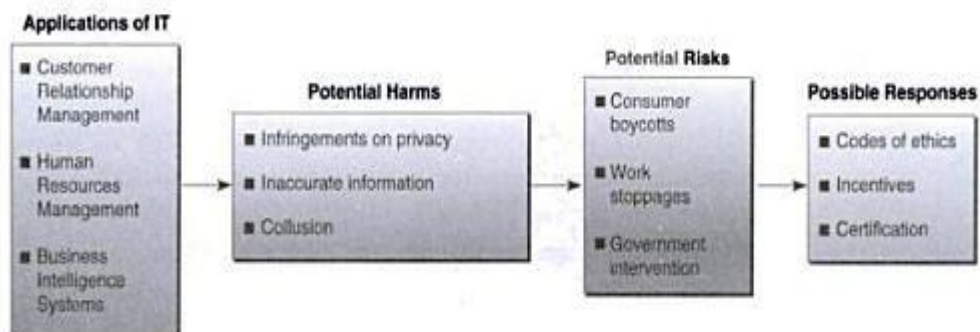 Applications of IT
■ Customer
Relationship
Management
■ Human
Resources
Management
■ Business
Intelligence
Systems
Potential Harms
■ Infringements on privacy
■ Inaccurate information
■ Collusion
Potential Risks
■ Consumer
boycotts
■ Work
stoppages
■ Government
intervention
Possible Responses
■ Codes of ethics
■ Incentives
■ Certification